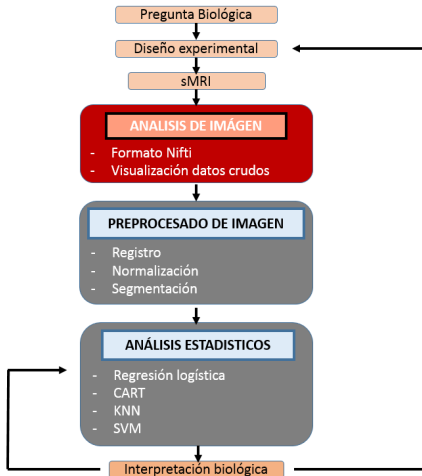 Pregunta Biológica
Diseño experimental
sMRI
ANALISIS DE IMÁGEN
- Formato Nifti
- Visualización datos crudos
PREPROCESADO DE IMAGEN
- Registro
- Normalización
- Segmentación
ANÁLISIS ESTADISTICOS
- Regresión logística
- CART
- KNN
- SVM
Interpretación biológica